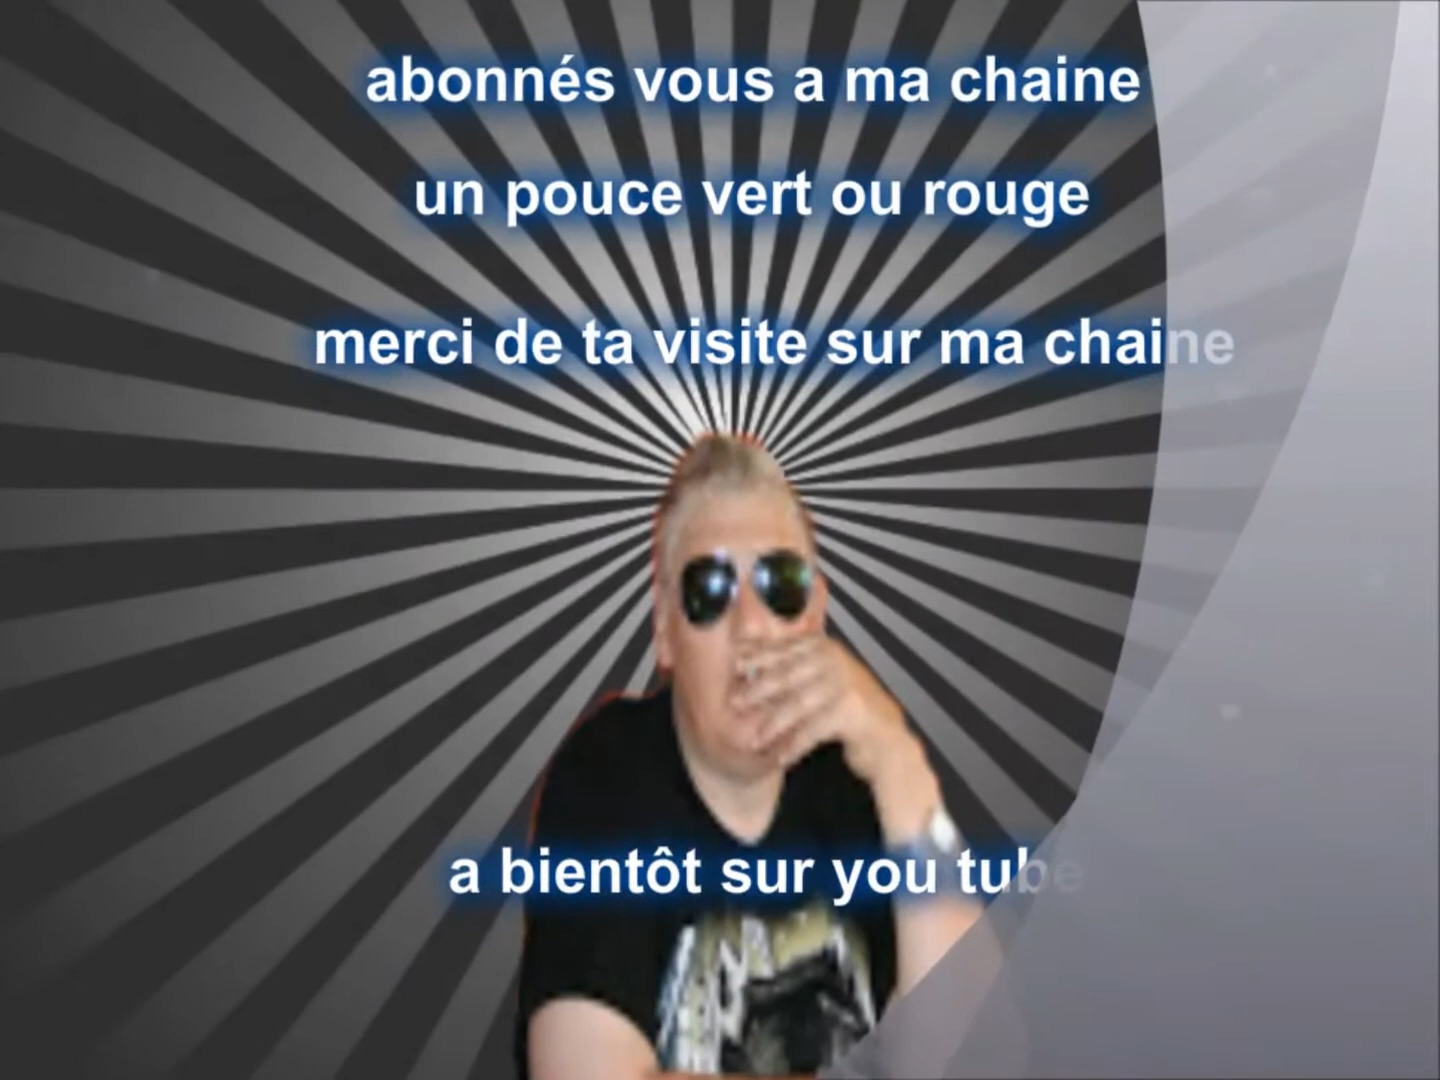 abonnés vous a ma chaine
un pouce vert ou rouge
merci de ta visite sur ma chaine
a bientôt sur you tube